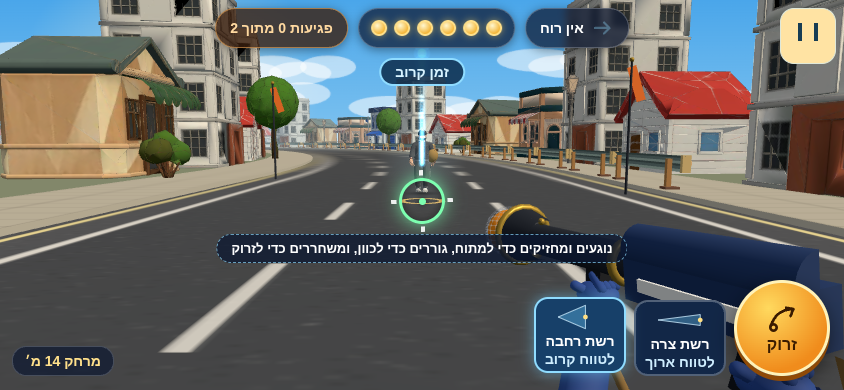 אין רוח
פגיעות 0 מתוך 2
זמן קרוב
נוגעים ומחזיקים כדי למתוח, גוררים כדי לכוון, ומשחררים כדי לזרוק
זרוק
רשת צרה
לטווח ארוך
רשת רחבה
לטווח קרוב
מרחק 14 מ׳